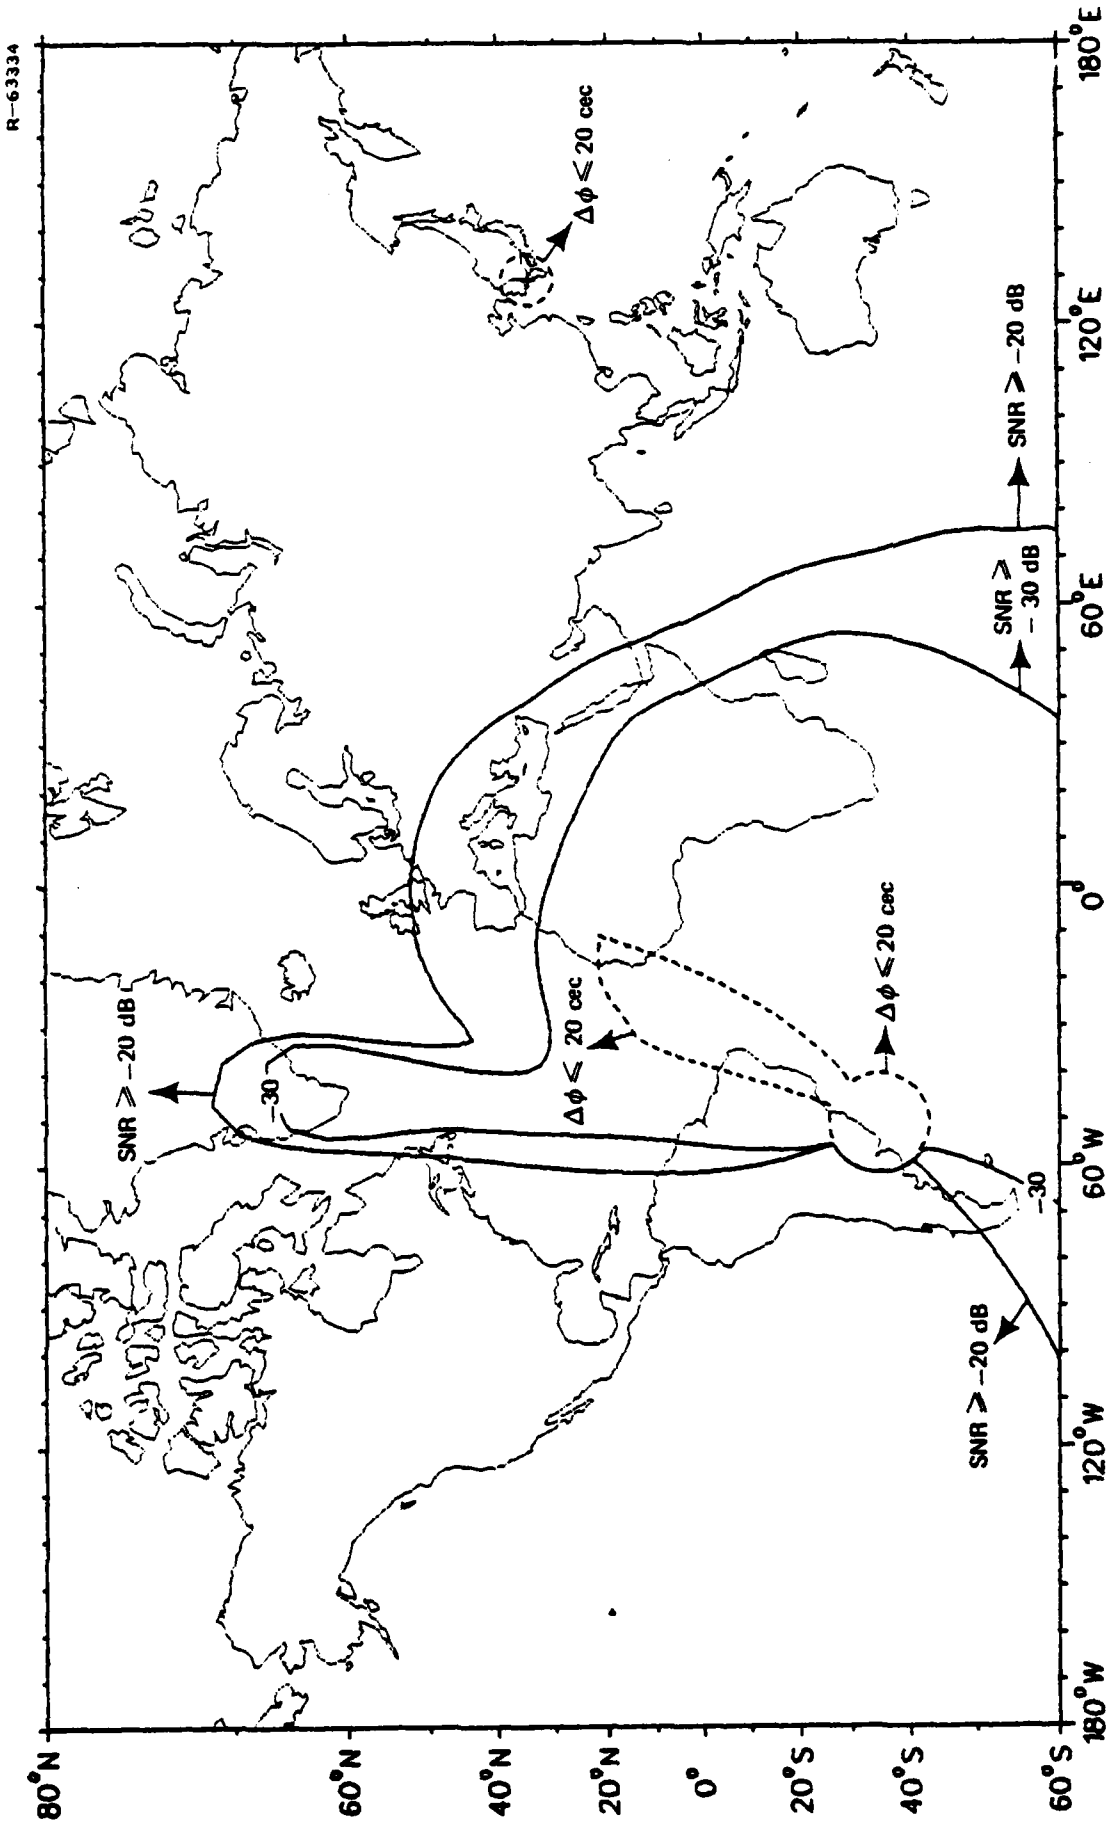 R-63334
80°N
60°N
40°N
20°N
0°
20°S
40°S
60°S
180°W
120°W
60°W
0°
60°E
120°E
180°E
SNR ⩾ -20 dB
-30
Δϕ ⩽ 20 cec
Δϕ ⩽ 20 cec
Δϕ ⩽ 20 cec
SNR ⩾ -20 dB
-30
SNR ⩾
- 30 dB
SNR ⩾ -20 dB